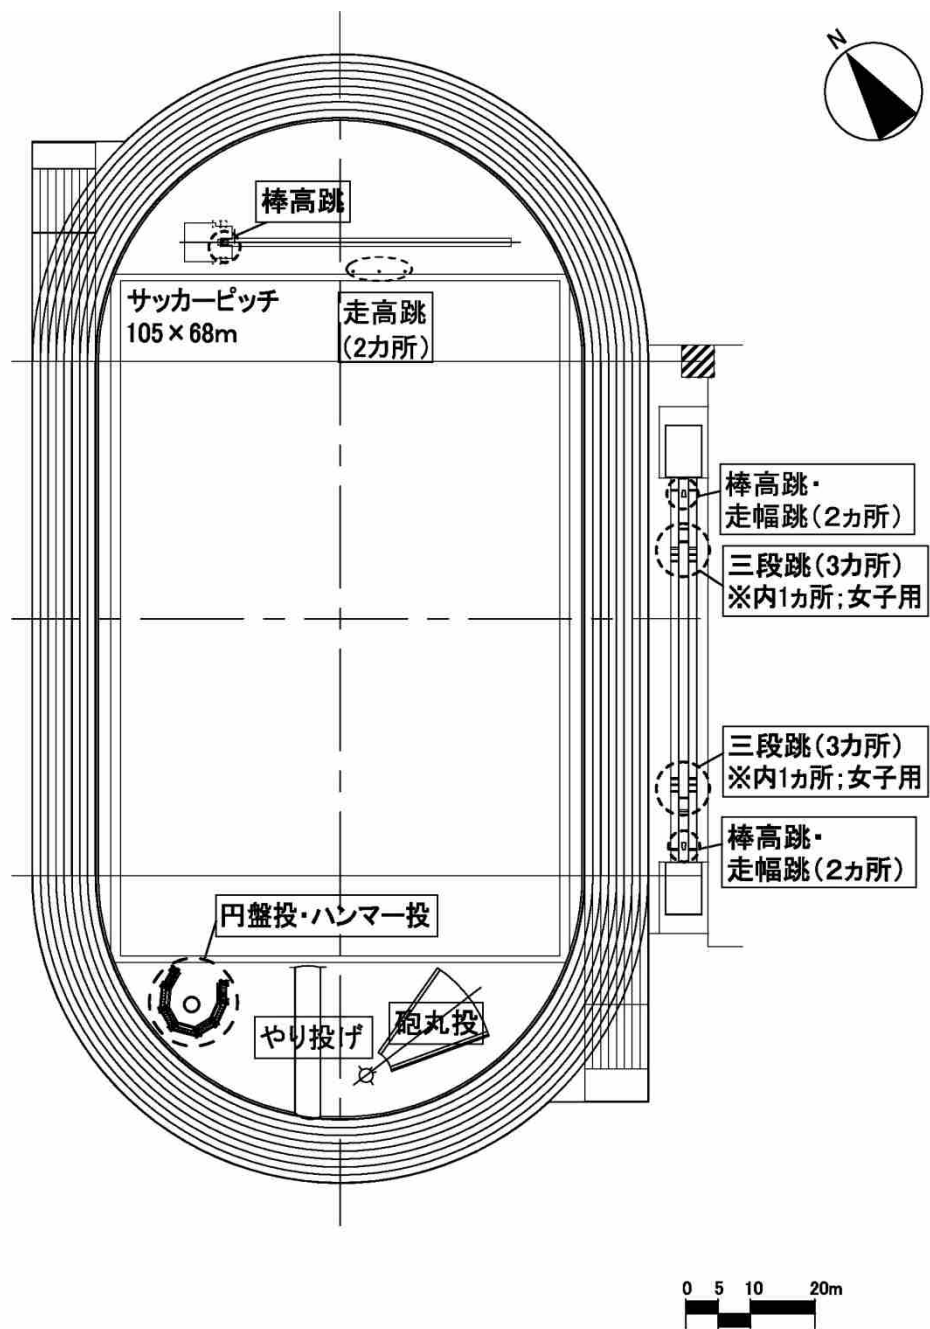 N
棒高跳
サッカーピッチ
105×68m
走高跳
(2カ所)
棒高跳・
走幅跳(2ヵ所)
三段跳(3カ所)
※内1ヵ所;女子用
三段跳(3カ所)
※内1ヵ所;女子用
棒高跳・
走幅跳(2ヵ所)
円盤投・ハンマー投
やり投げ
砲丸投
0 5 10 20m